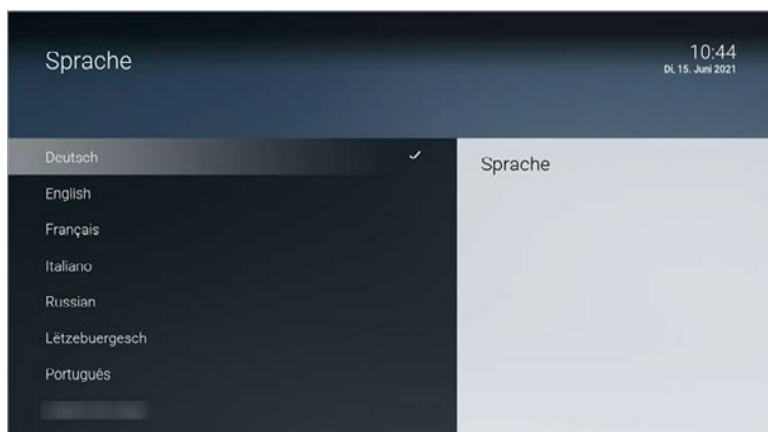 Sprache
10:44
Di, 15. Juni 2021
Deutsch
Sprache
English
Français
Italiano
Russian
Lëtzebuergesch
Português